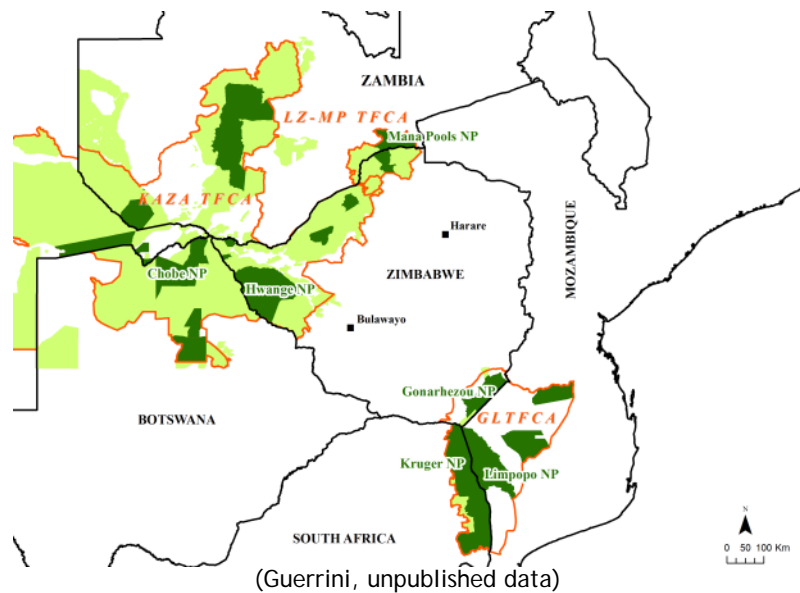 ZAMBIA
LZ-MP TFCA
Mana Pools NP
KAZA TFCA
Harare
MOZAMBIQUE
Chobe NP
ZIMBABWE
Hwange NP
Bulawayo
Gonarhezou NP
BOTSWANA
GLTFCA
Kruger NP
Limpopo NP
SOUTH AFRICA
N
0 50 100 Km
(Guerrini, unpublished data)